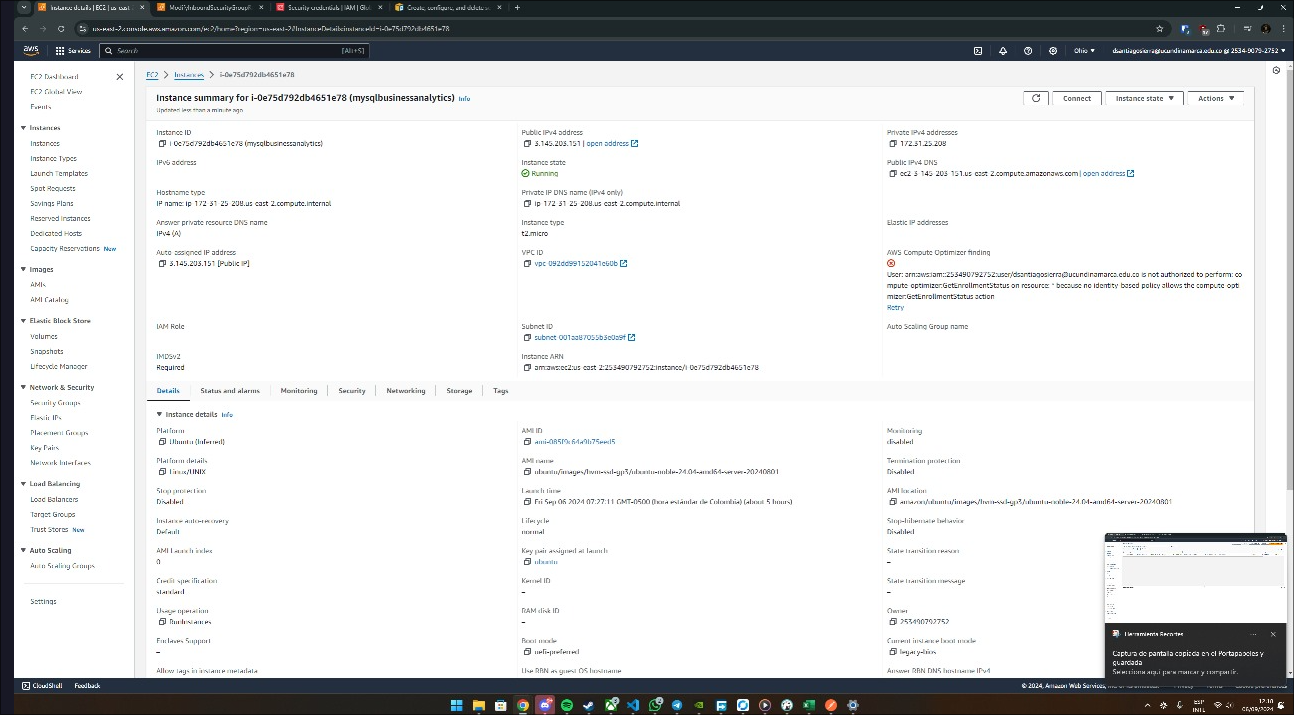 Instance details | EC2 | us-east-
ModifyInboundSecurityGroupR
Security credentials | IAM | Glo
Create, configure, and delete s
us-east-2.console.aws.amazon.com/ec2/home?region=us-east-2#InstanceDetails:instanceId=i-0e75d792db4651e78
aws
Services
Search
[Alt+S]
Ohio
dsantiagosierra@ucundinamarca.edu.co @ 2534-9079-2752
EC2 Dashboard
EC2 Global View
Events
Instances
Instances
Instance Types
Launch Templates
Spot Requests
Savings Plans
Reserved Instances
Dedicated Hosts
Capacity Reservations New
Images
AMIs
AMI Catalog
Elastic Block Store
Volumes
Snapshots
Lifecycle Manager
Network & Security
Security Groups
Elastic IPs
Placement Groups
Key Pairs
Network Interfaces
Load Balancing
Load Balancers
Target Groups
Trust Stores New
Auto Scaling
Auto Scaling Groups
Settings
EC2 > Instances > i-0e75d792db4651e78
Instance summary for i-0e75d792db4651e78 (mysqlbusinessanalytics) Info
Updated less than a minute ago
Connect
Instance state
Actions
Instance ID
i-0e75d792db4651e78 (mysqlbusinessanalytics)
Public IPv4 address
3.145.203.151 | open address
Private IPv4 addresses
172.31.25.208
IPv6 address
Instance state
Running
Public IPv4 DNS
ec2-3-145-203-151.us-east-2.compute.amazonaws.com | open address
Hostname type
IP name: ip-172-31-25-208.us-east-2.compute.internal
Private IP DNS name (IPv4 only)
ip-172-31-25-208.us-east-2.compute.internal
Answer private resource DNS name
IPv4 (A)
Instance type
t2.micro
Elastic IP addresses
Auto-assigned IP address
3.145.203.151 [Public IP]
VPC ID
vpc-092dd99152041e60b
AWS Compute Optimizer finding
User: arn:aws:iam::253490792752:user/dsantiagosierra@ucundinamarca.edu.co is not authorized to perform: co
mpute-optimizer:GetEnrollmentStatus on resource: * because no identity-based policy allows the compute-opti
mizer:GetEnrollmentStatus action
Retry
IAM Role
Subnet ID
subnet-001aa87055b3e0a9f
Auto Scaling Group name
IMDSv2
Required
Instance ARN
arn:aws:ec2:us-east-2:253490792752:instance/i-0e75d792db4651e78
Details
Status and alarms
Monitoring
Security
Networking
Storage
Tags
Instance details Info
Platform
Ubuntu (Inferred)
AMI ID
ami-085f9c64a9b75eed5
Monitoring
disabled
Platform details
Linux/UNIX
AMI name
ubuntu/images/hvm-ssd-gp3/ubuntu-noble-24.04-amd64-server-20240801
Termination protection
Disabled
Stop protection
Disabled
Launch time
Fri Sep 06 2024 07:27:11 GMT-0500 (hora estándar de Colombia) (about 5 hours)
AMI location
amazon/ubuntu/images/hvm-ssd-gp3/ubuntu-noble-24.04-amd64-server-20240801
Instance auto-recovery
Default
Lifecycle
normal
Stop-hibernate behavior
Disabled
AMI Launch index
0
Key pair assigned at launch
ubuntu
State transition reason
–
Credit specification
standard
Kernel ID
–
State transition message
–
Usage operation
RunInstances
RAM disk ID
–
Owner
253490792752
Enclaves Support
–
Boot mode
uefi-preferred
Current instance boot mode
legacy-bios
Allow tags in instance metadata
Use RBN as guest OS hostname
Answer RBN DNS hostname IPv4
Herramienta Recortes
Captura de pantalla copiada en el Portapapeles y
guardada
Selecciona aquí para marcar y compartir.
CloudShell
Feedback
© 2024, Amazon Web Services,
ESP
INTL
12:18
06/09/2024